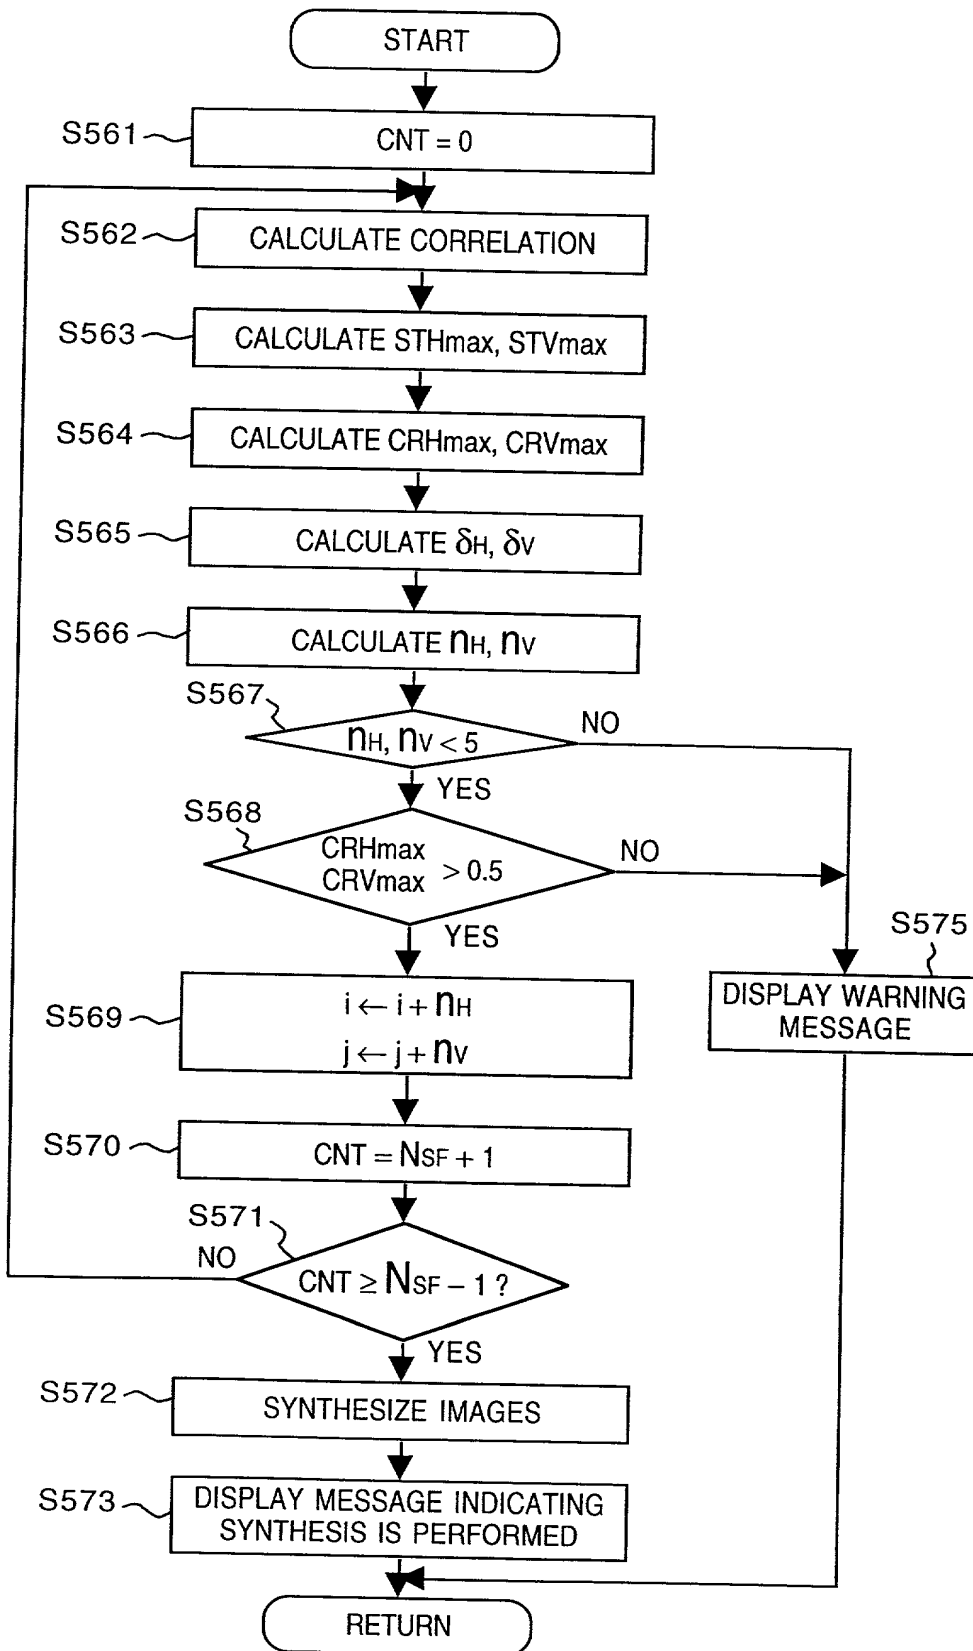 START
S561
CNT = 0
S562
CALCULATE CORRELATION
S563
CALCULATE STHmax, STVmax
S564
CALCULATE CRHmax, CRVmax
S565
CALCULATE δH, δV
S566
CALCULATE nH, nV
S567
nH, nV < 5
NO
YES
S568
CRHmax
CRVmax > 0.5
NO
YES
S575
DISPLAY WARNING
MESSAGE
S569
i ← i + nH
j ← j + nV
S570
CNT = NSF + 1
S571
NO
CNT ≥ NSF − 1 ?
YES
S572
SYNTHESIZE IMAGES
S573
DISPLAY MESSAGE INDICATING
SYNTHESIS IS PERFORMED
RETURN